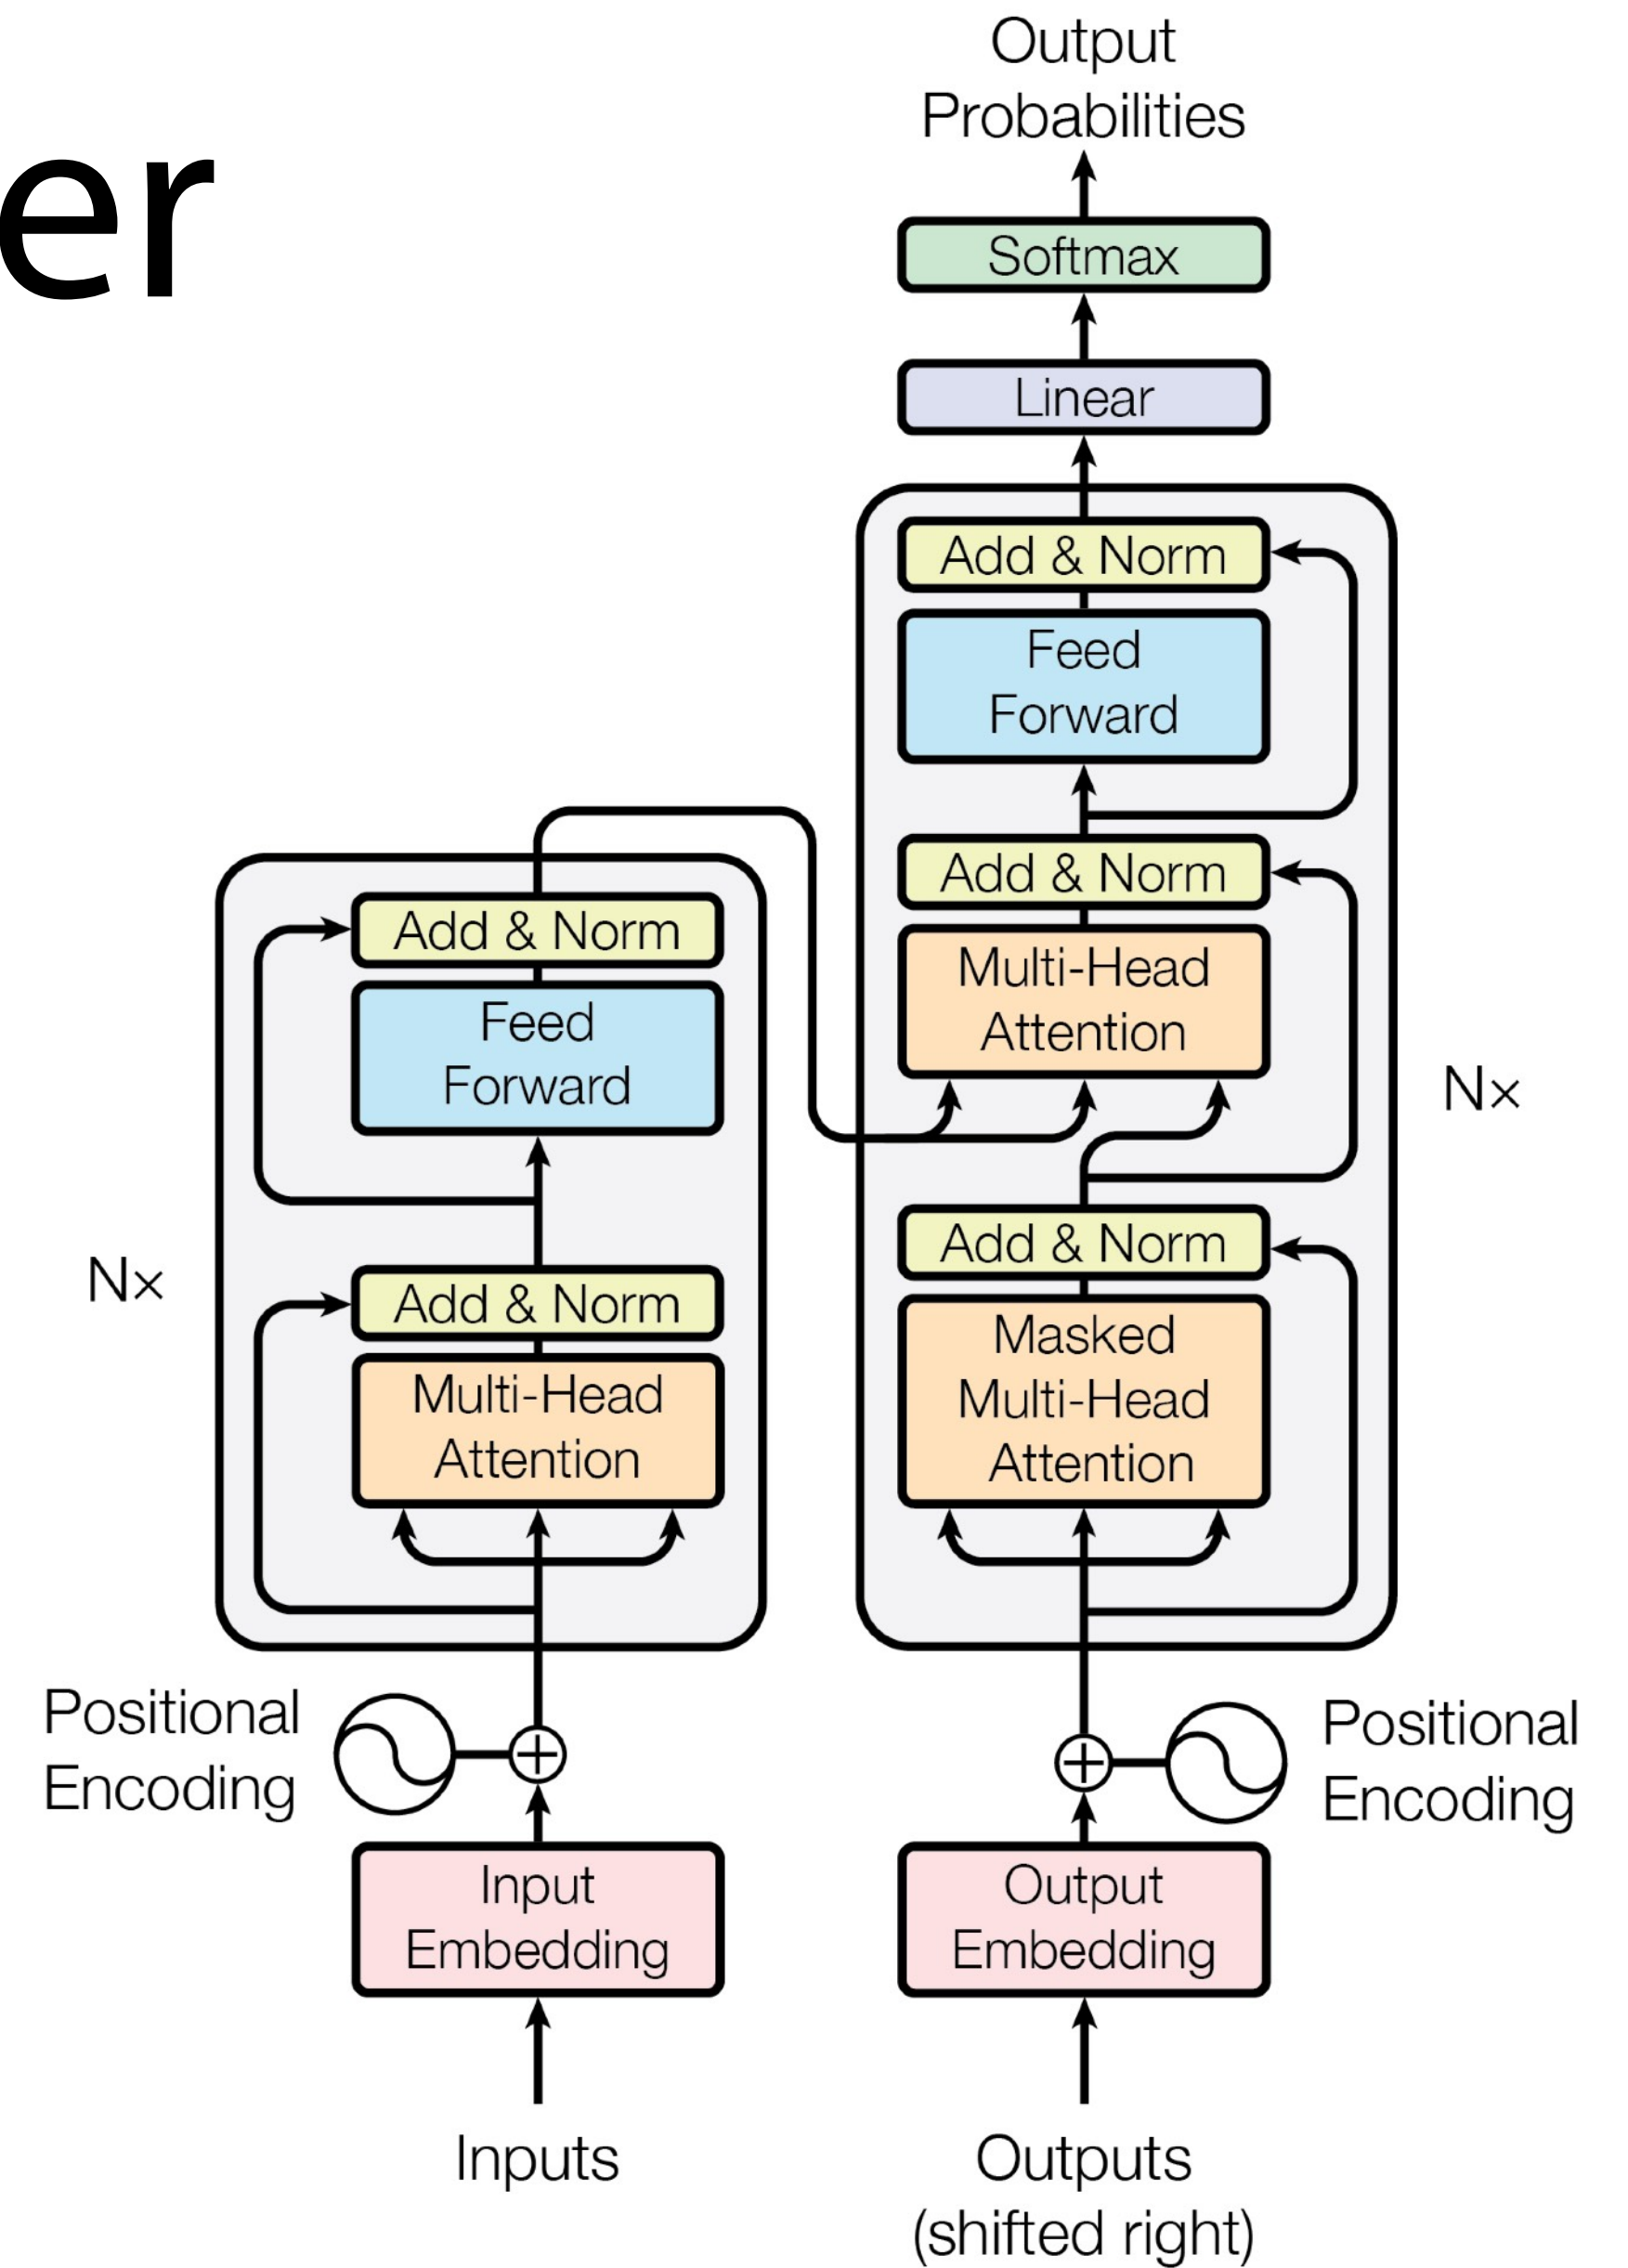 er
Output
Probabilities
Softmax
Linear
Add & Norm
Feed
Forward
Add & Norm
Multi-Head
Attention
Add & Norm
Masked
Multi-Head
Attention
Nx
Add & Norm
Feed
Forward
Add & Norm
Multi-Head
Attention
Nx
Positional
Encoding
Positional
Encoding
Input
Embedding
Output
Embedding
Inputs
Outputs
(shifted right)